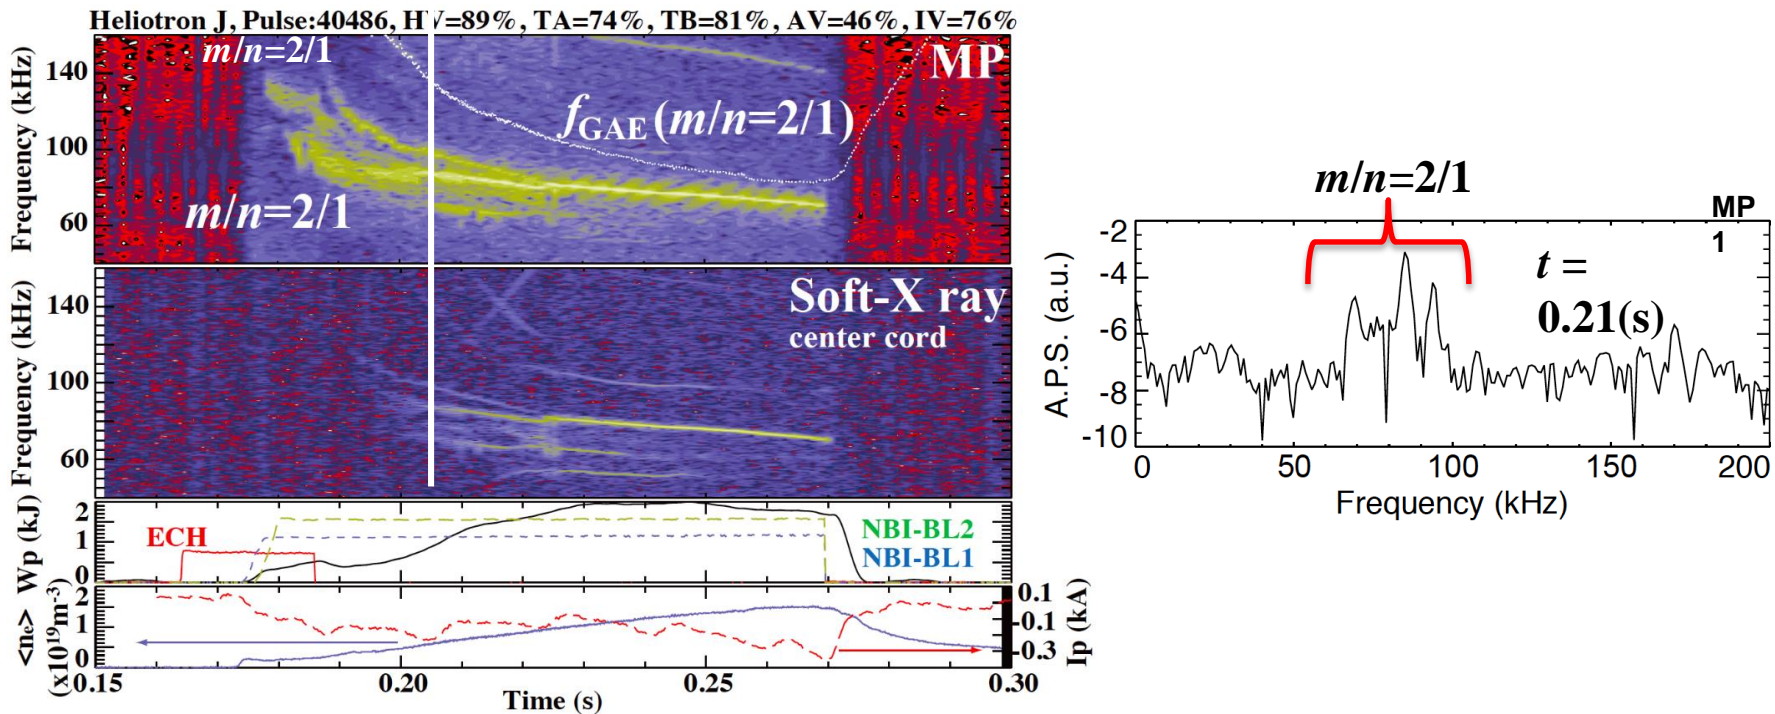 Heliotron J, Pulse:40486, HV=89%, TA=74%, TB=81%, AV=46%, IV=76%
m/n=2/1
MP
140
100
60
Frequency (kHz)
fGAE (m/n=2/1)
m/n=2/1
Soft-X ray
center cord
140
100
60
Frequency (kHz)
ECH
NBI-BL2
NBI-BL1
2
1
0
Wp (kJ)
2
1
0
<ne>
(x10^19 m^-3)
0.1
-0.1
-0.3
Ip (kA)
0.15 0.20 0.25 0.30
Time (s)
m/n=2/1
MP
1
t =
0.21(s)
-2
-4
-6
-8
-10
A.P.S. (a.u.)
0 50 100 150 200
Frequency (kHz)